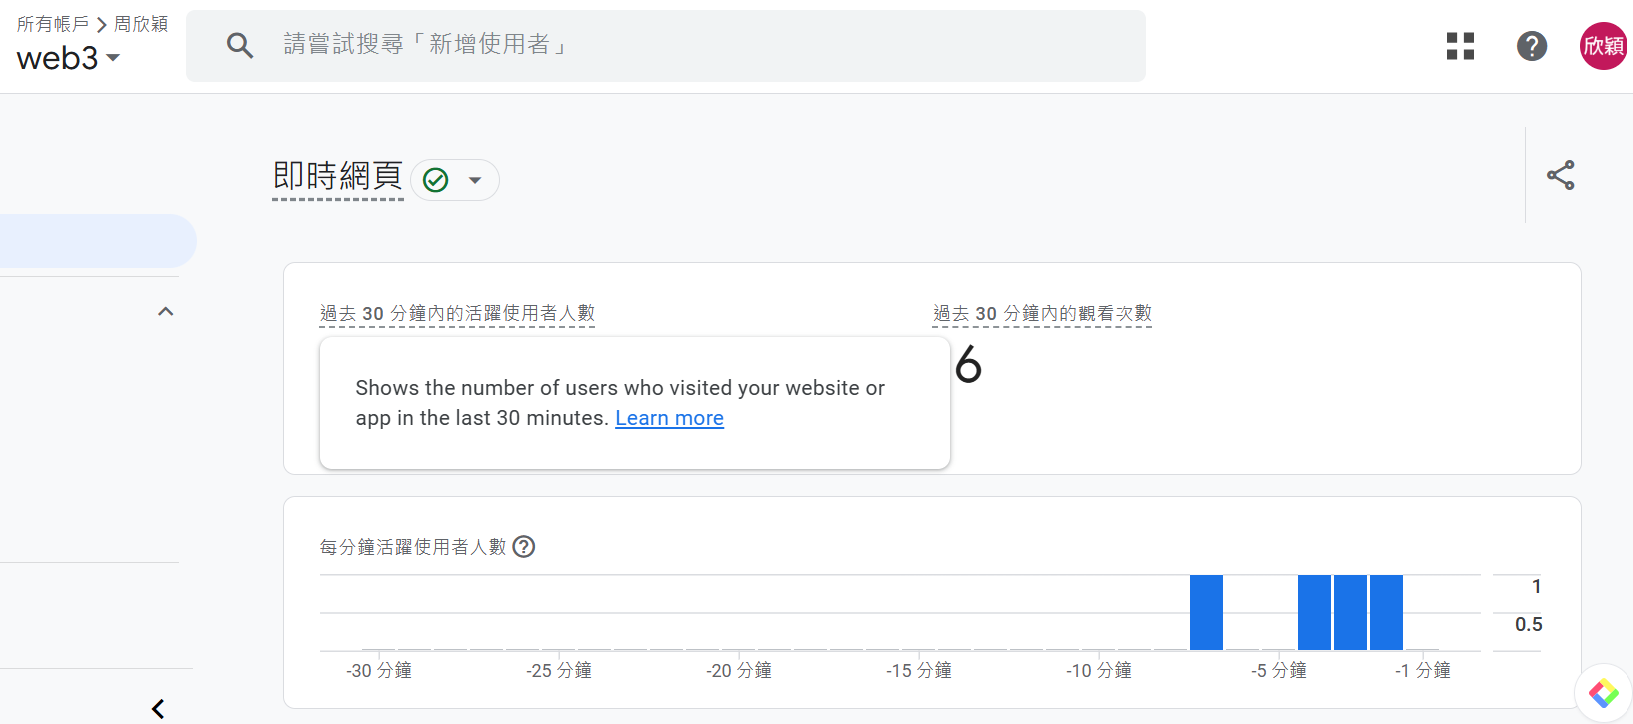 所有帳戶 > 周欣穎
web3
請嘗試搜尋「新增使用者」
欣穎
即時網頁
過去 30 分鐘內的活躍使用者人數
過去 30 分鐘內的觀看次數
6
Shows the number of users who visited your website or
app in the last 30 minutes. Learn more
每分鐘活躍使用者人數
1
0.5
-30 分鐘
-25 分鐘
-20 分鐘
-15 分鐘
-10 分鐘
-5 分鐘
-1 分鐘